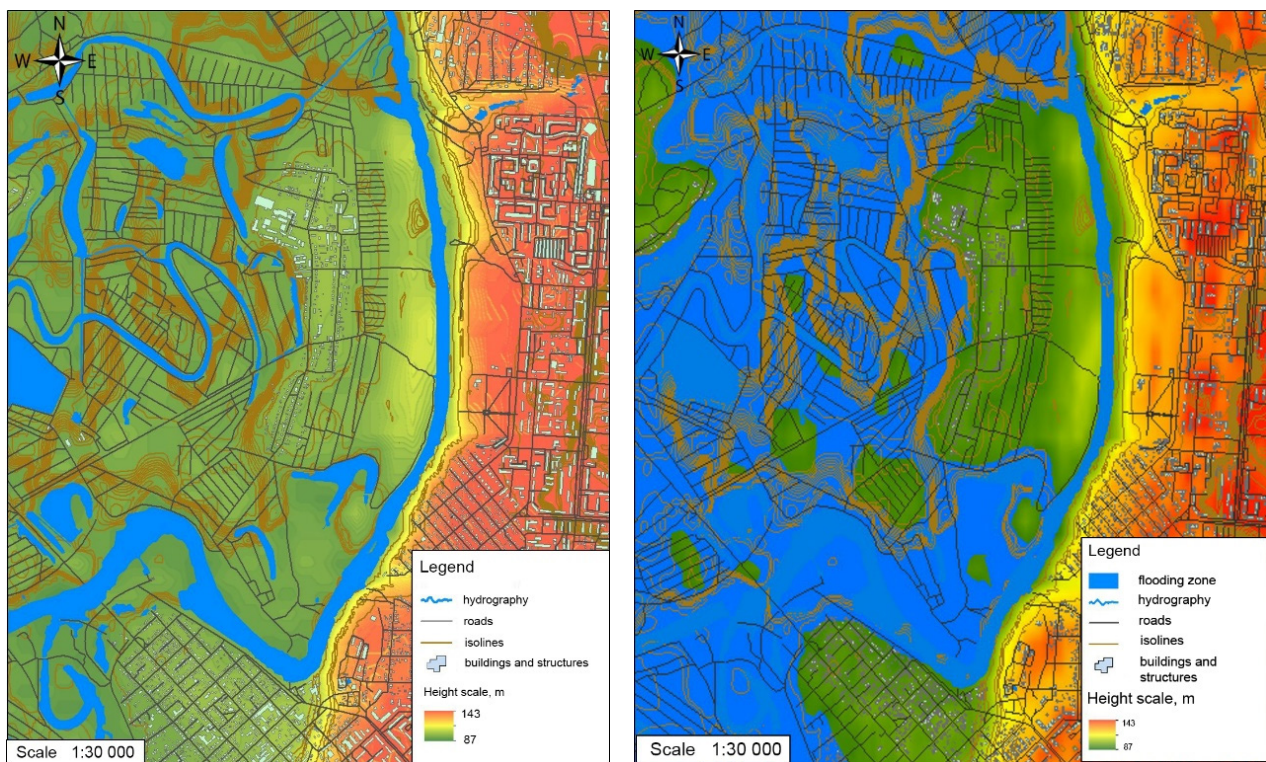 N
W E
S
Legend
hydrography
roads
isolines
buildings and structures
Height scale, m
143
87
Scale 1:30 000
N
W E
S
Legend
flooding zone
hydrography
roads
isolines
buildings and
structures
Height scale, m
143
87
Scale 1:30 000